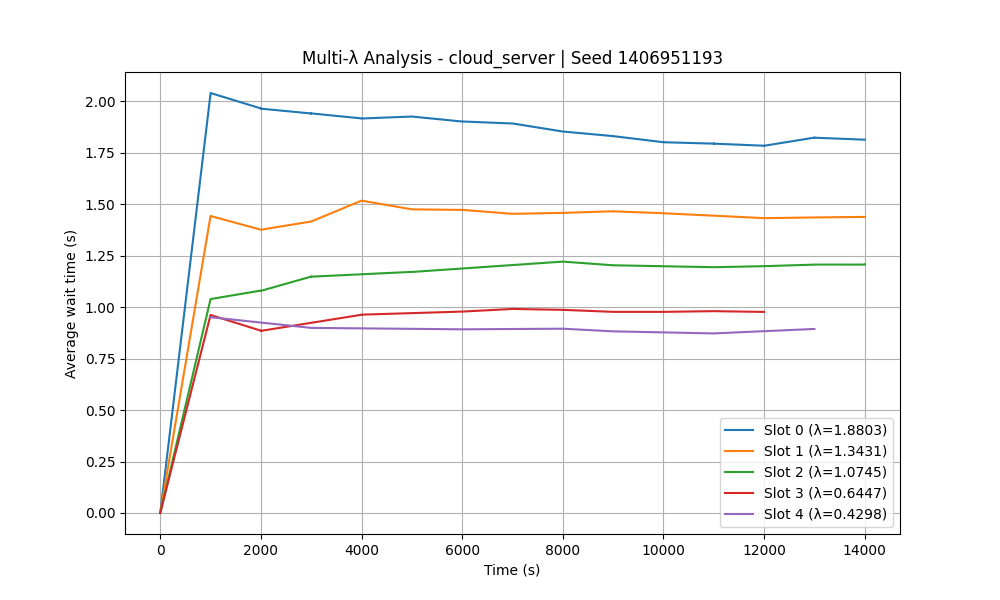 Multi-λ Analysis - cloud_server | Seed 1406951193
Average wait time (s)
2.00
1.75
1.50
1.25
1.00
0.75
0.50
0.25
0.00
Slot 0 (λ=1.8803)
Slot 1 (λ=1.3431)
Slot 2 (λ=1.0745)
Slot 3 (λ=0.6447)
Slot 4 (λ=0.4298)
0 2000 4000 6000 8000 10000 12000 14000
Time (s)